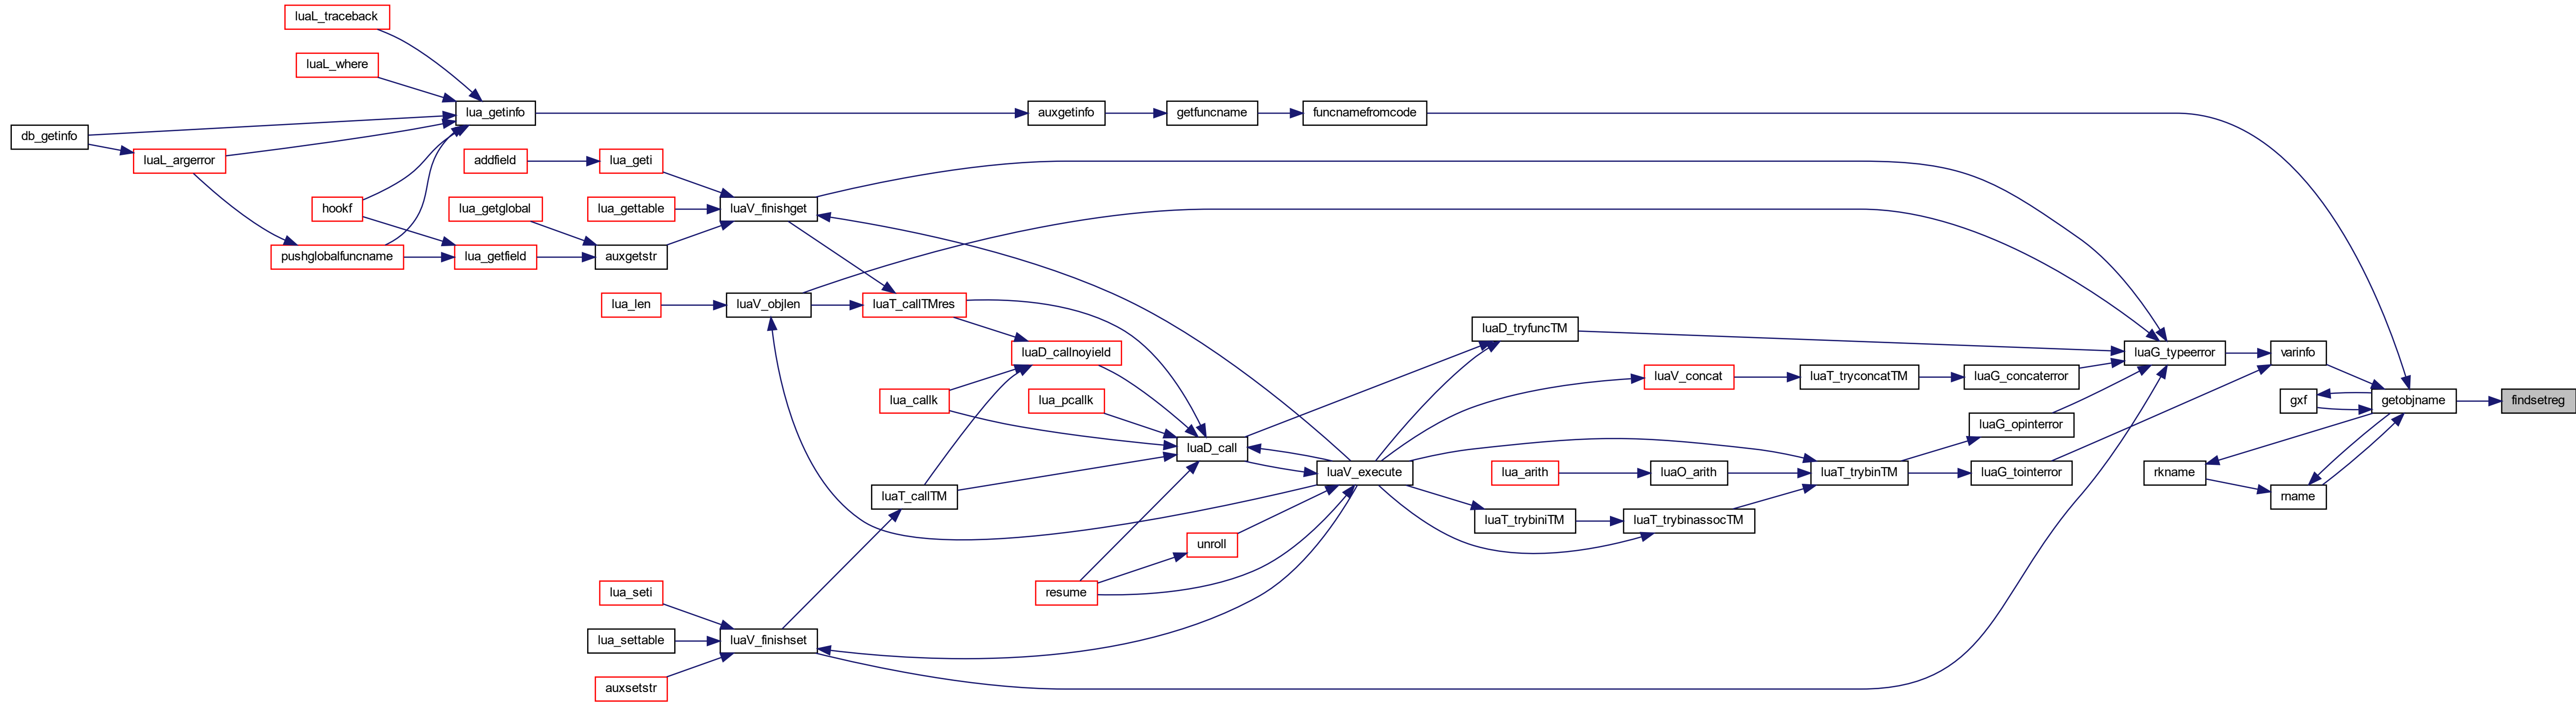 luaL_traceback
luaL_where
lua_getinfo
auxgetinfo
getfuncname
funcnamefromcode
db_getinfo
luaL_argerror
addfield
lua_geti
hookf
lua_getglobal
lua_gettable
luaV_finishget
pushglobalfuncname
lua_getfield
auxgetstr
lua_len
luaV_objlen
luaT_callTMres
luaD_tryfuncTM
luaD_callnoyield
luaG_typeerror
varinfo
luaV_concat
luaT_tryconcatTM
luaG_concaterror
lua_callk
lua_pcallk
gxf
getobjname
findsetreg
luaG_opinterror
luaD_call
luaV_execute
lua_arith
luaO_arith
luaT_trybinTM
luaG_tointerror
rkname
luaT_callTM
rname
luaT_trybiniTM
luaT_trybinassocTM
unroll
lua_seti
resume
lua_settable
luaV_finishset
auxsetstr